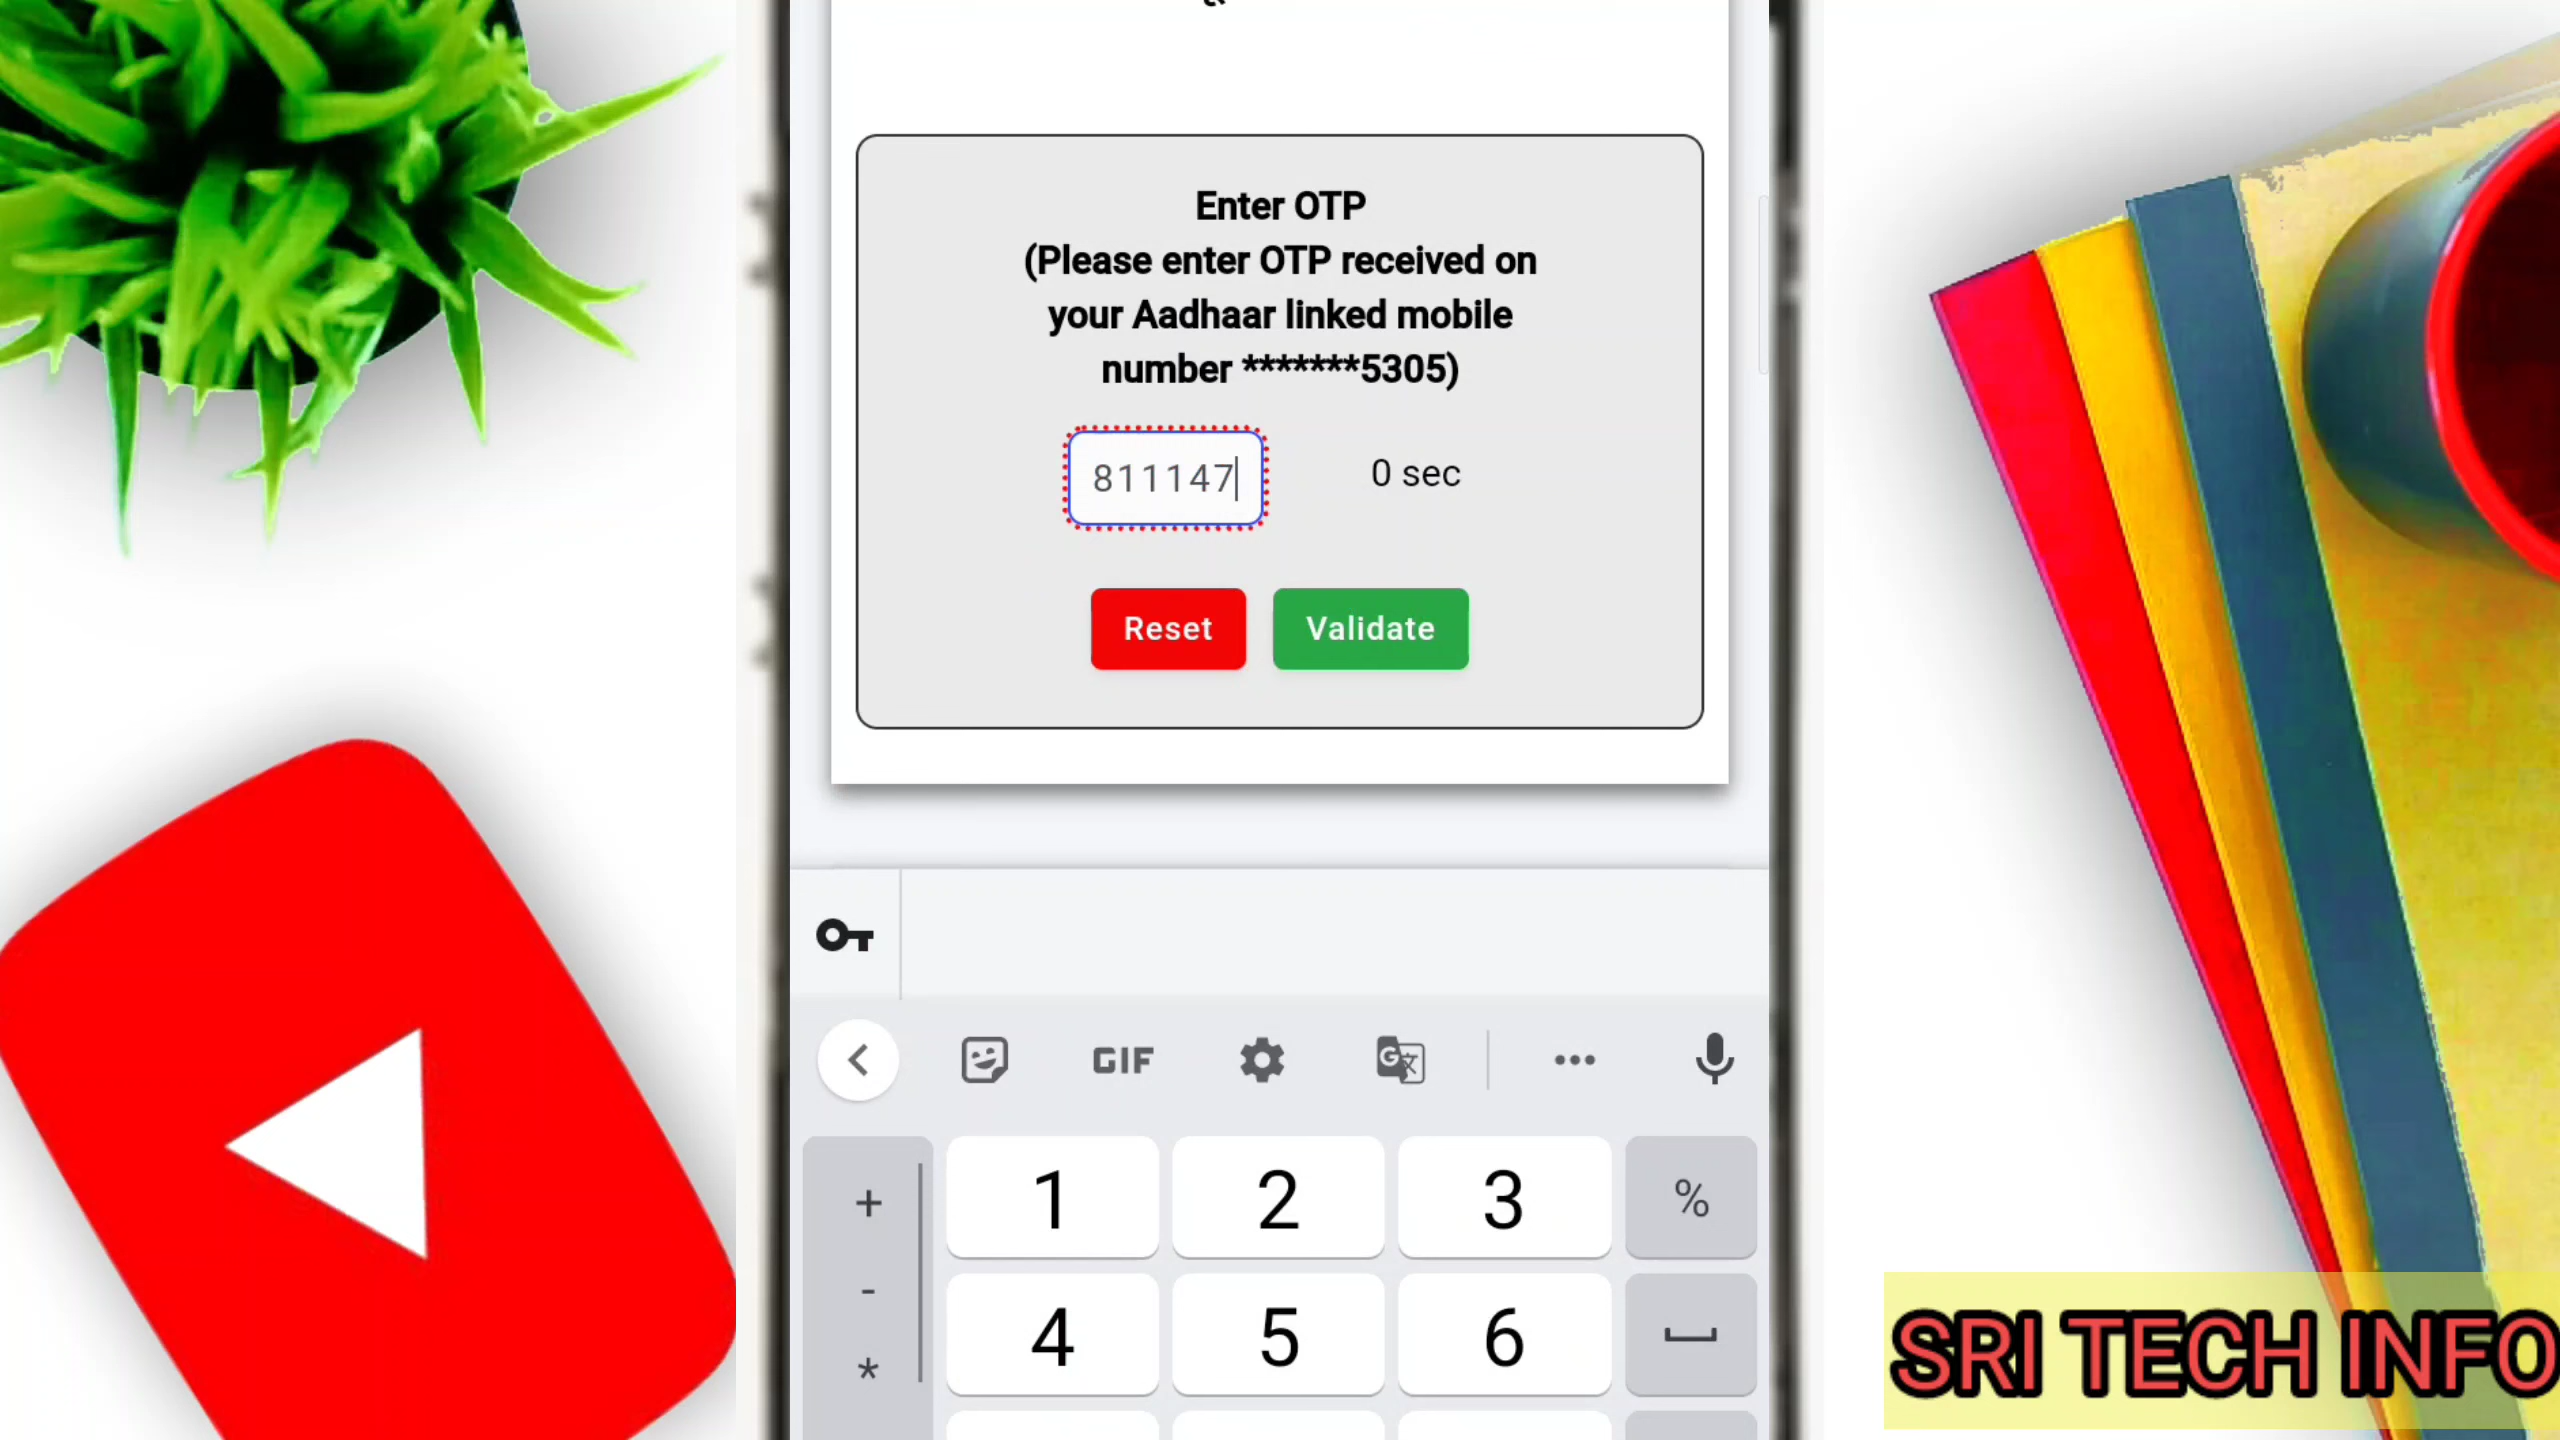 Enter OTP
(Please enter OTP received on
your Aadhaar linked mobile
number *******5305)
811147
0 sec
Reset
Validate
GIF
+
1
2
3
%
-
4
5
6
*
SRI TECH INFO